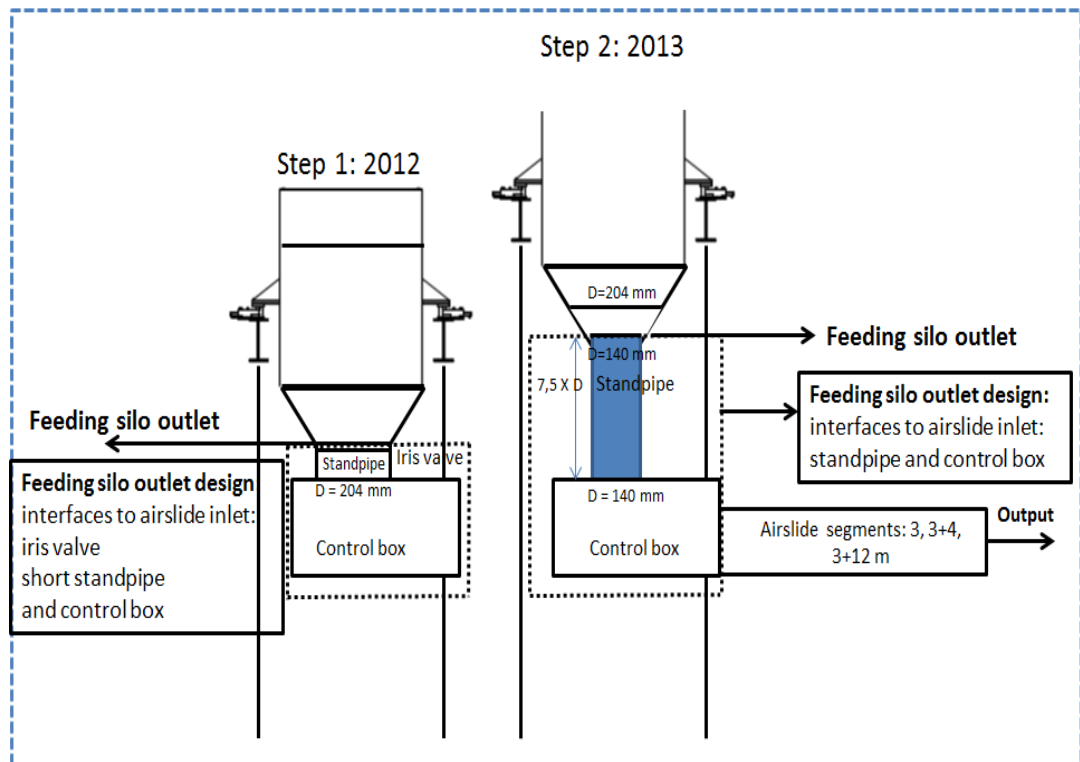 Step 1: 2012
Feeding silo outlet
Iris valve
Standpipe
D = 204 mm
Control box
Feeding silo outlet design
interfaces to airslide inlet:
iris valve
short standpipe
and control box
Step 2: 2013
D=204 mm
Feeding silo outlet
D=140 mm
7,5 X D
Standpipe
Feeding silo outlet design:
interfaces to airslide inlet:
standpipe and control box
D = 140 mm
Control box
Airslide segments: 3, 3+4,
3+12 m
Output